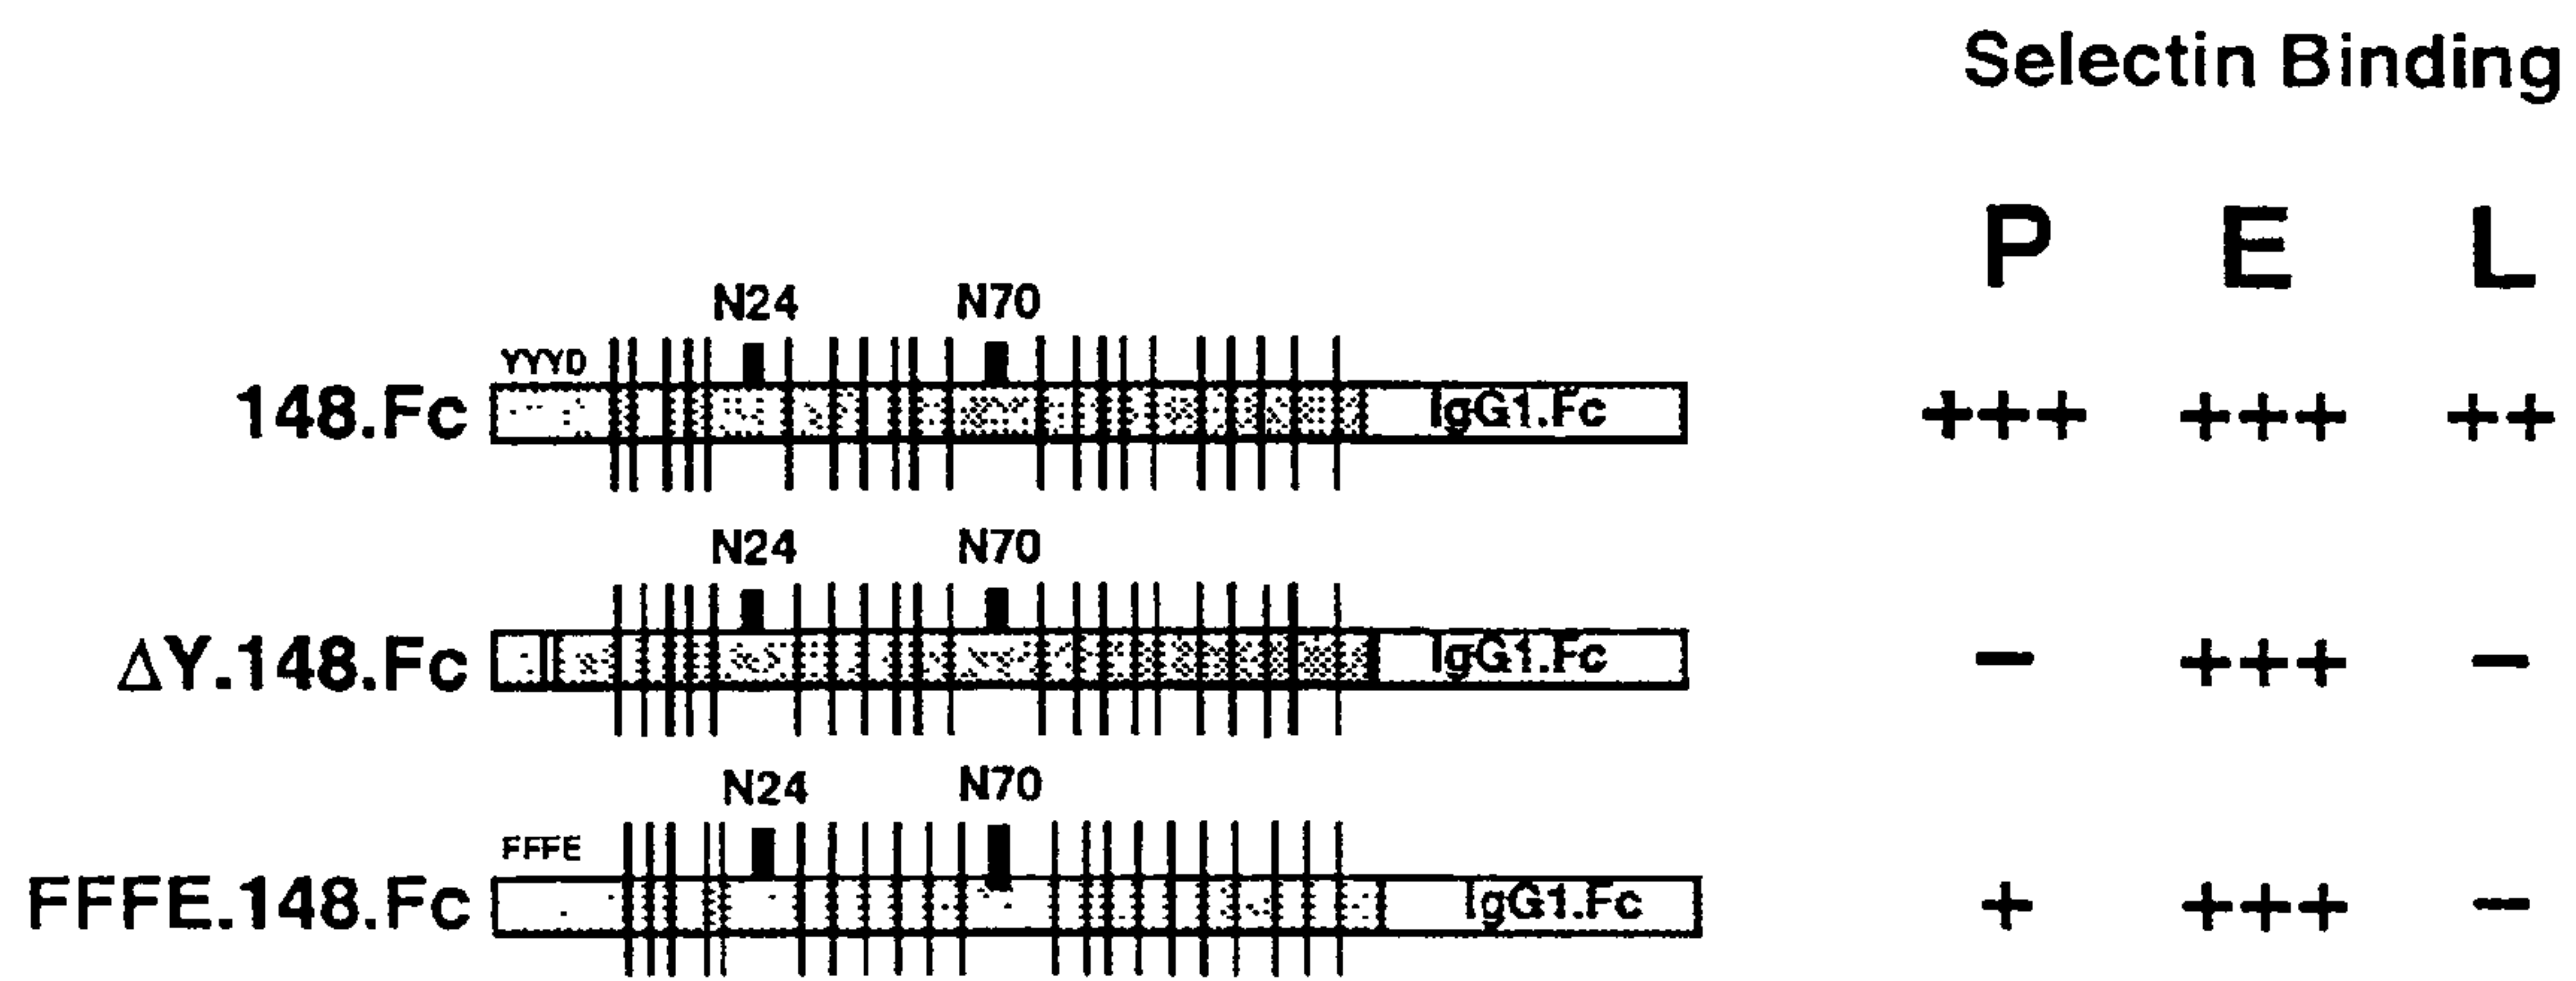 Selectin Binding
P E L
N24 N70
YYYD
148.Fc IgG1.Fc +++ +++ ++
N24 N70
ΔY.148.Fc IgG1.Fc – +++ –
N24 N70
FFFE
FFFE.148.Fc IgG1.Fc + +++ –